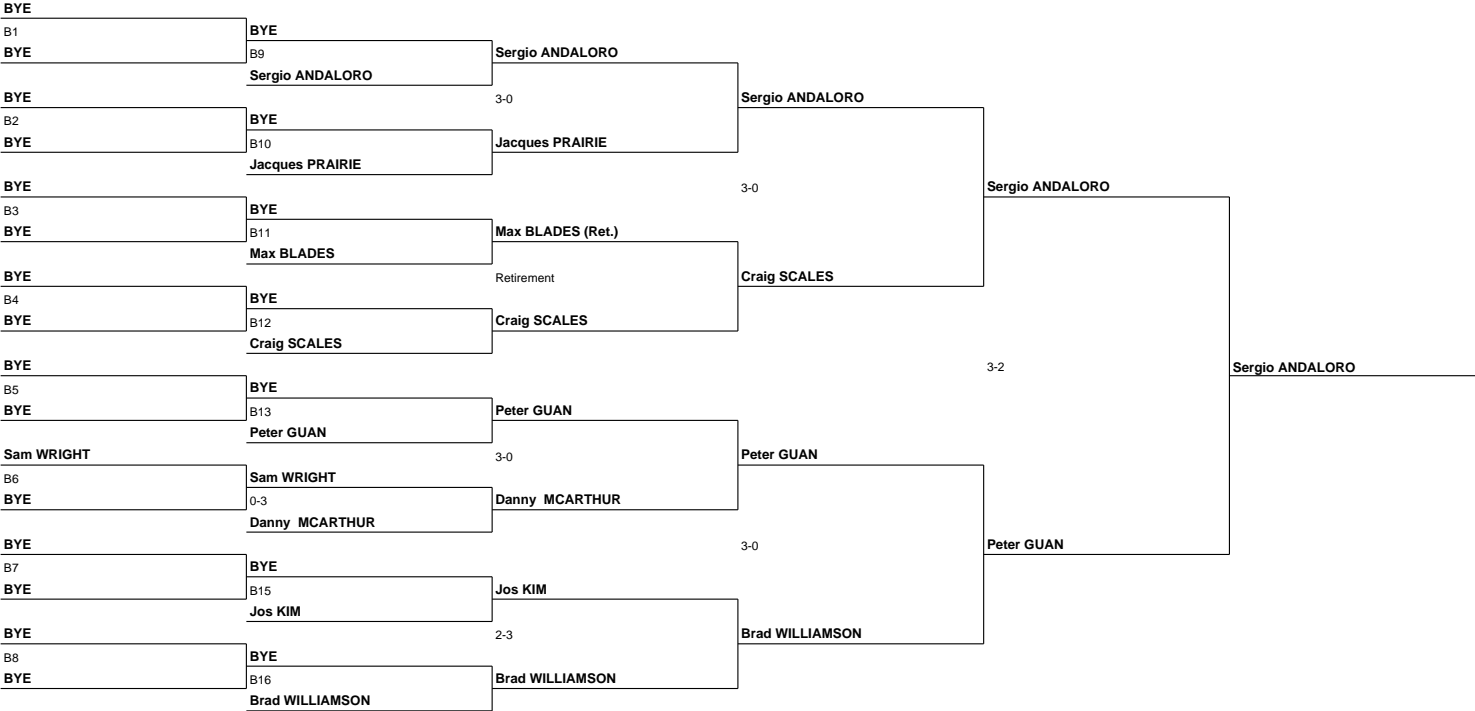 BYE
B1
BYE
BYE
B2
BYE
BYE
B3
BYE
BYE
B4
BYE
BYE
B5
BYE
Sam WRIGHT
B6
BYE
BYE
B7
BYE
BYE
B8
BYE
BYE
B9
Sergio ANDALORO
BYE
B10
Jacques PRAIRIE
BYE
B11
Max BLADES
BYE
B12
Craig SCALES
BYE
B13
Peter GUAN
Sam WRIGHT
0-3
Danny  MCARTHUR
BYE
B15
Jos KIM
BYE
B16
Brad WILLIAMSON
Sergio ANDALORO
3-0
Jacques PRAIRIE
Max BLADES (Ret.)
Retirement
Craig SCALES
Peter GUAN
3-0
Danny  MCARTHUR
Jos KIM
2-3
Brad WILLIAMSON
Sergio ANDALORO
3-0
Craig SCALES
Peter GUAN
3-0
Brad WILLIAMSON
Sergio ANDALORO
3-2
Peter GUAN
Sergio ANDALORO